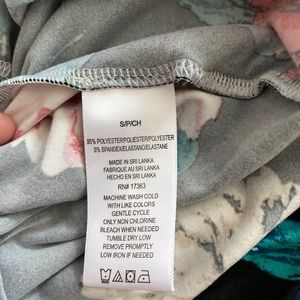 S/P/CH
95% POLYESTER/POLIESTER/POLYESTER
5% SPANDEX/ELASTANO/ELASTANE
MADE IN SRI LANKA
FABRIQUE AU SRI LANKA
HECHO EN SRI LANKA
RN# 17363
MACHINE WASH COLD
WITH LIKE COLORS
GENTLE CYCLE
ONLY NON CHLORINE
BLEACH WHEN NEEDED
TUMBLE DRY LOW
REMOVE PROMPTLY
LOW IRON IF NEEDED